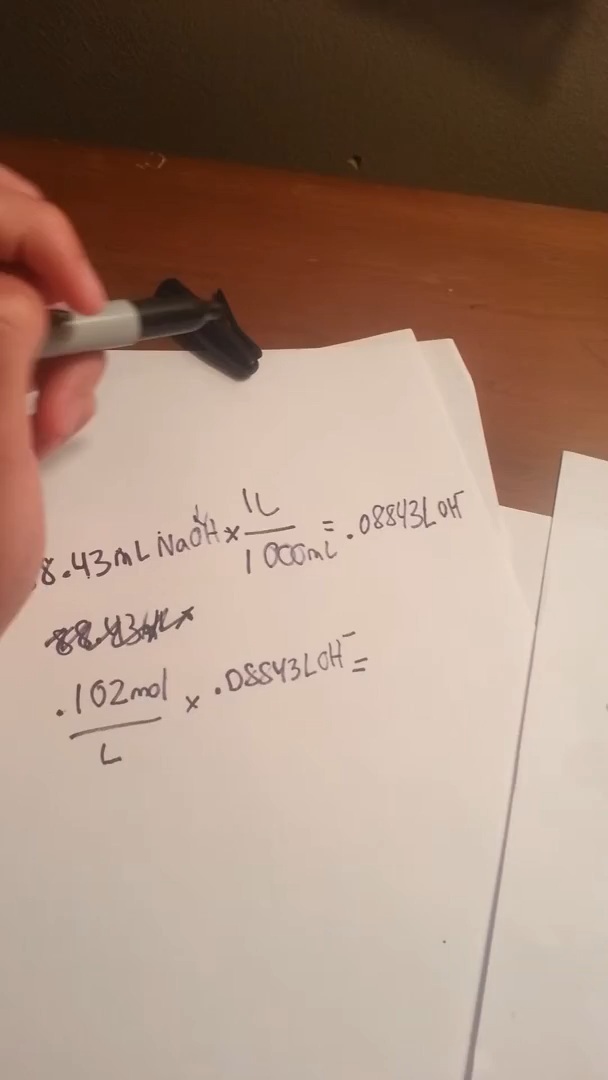 8.43mL NaOH x 1L/1000mL = .08843L OH⁻
.102mol/L x .08843L OH⁻ =